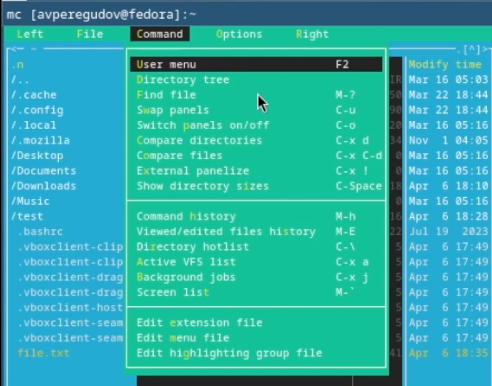 mc [avperegudov@fedora]:~
Left File Command Options Right
<- ~ .[^]>
.n Modify time
/.. Mar 16 05:03
/.cache Mar 22 18:44
/.config Mar 22 18:44
/.local Mar 16 05:16
/.mozilla Nov 1 04:05
/Desktop Mar 16 05:16
/Documents Mar 16 05:16
/Downloads Apr 6 18:10
/Music Mar 16 05:16
/test Apr 6 18:28
.bashrc Jul 19 2023
.vboxclient-clip Apr 6 17:49
.vboxclient-clip Apr 6 17:49
.vboxclient-drag Apr 6 17:49
.vboxclient-drag Apr 6 17:49
.vboxclient-host Apr 6 17:49
.vboxclient-seam Apr 6 17:49
.vboxclient-seam Apr 6 17:49
file.txt Apr 6 18:35
User menu F2
Directory tree
Find file M-?
Swap panels C-u
Switch panels on/off C-o
Compare directories C-x d
Compare files C-x C-d
External panelize C-x !
Show directory sizes C-Space
Command history M-h
Viewed/edited files history M-E
Directory hotlist C-\
Active VFS list C-x a
Background jobs C-x j
Screen list M-`
Edit extension file
Edit menu file
Edit highlighting group file